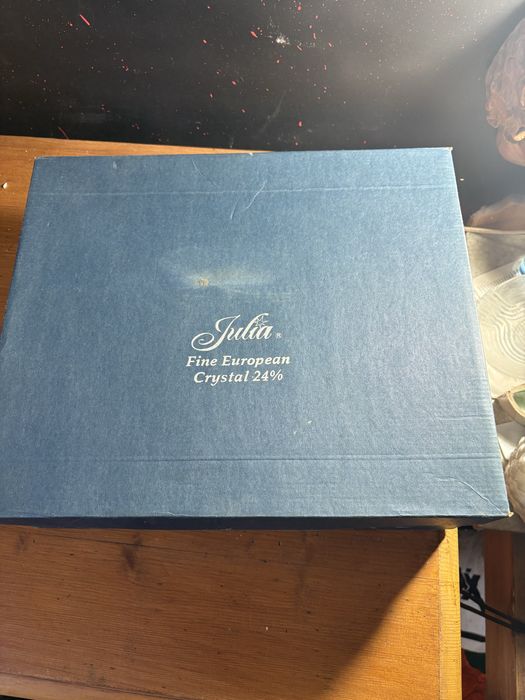 Julia ®
Fine European
Crystal 24%